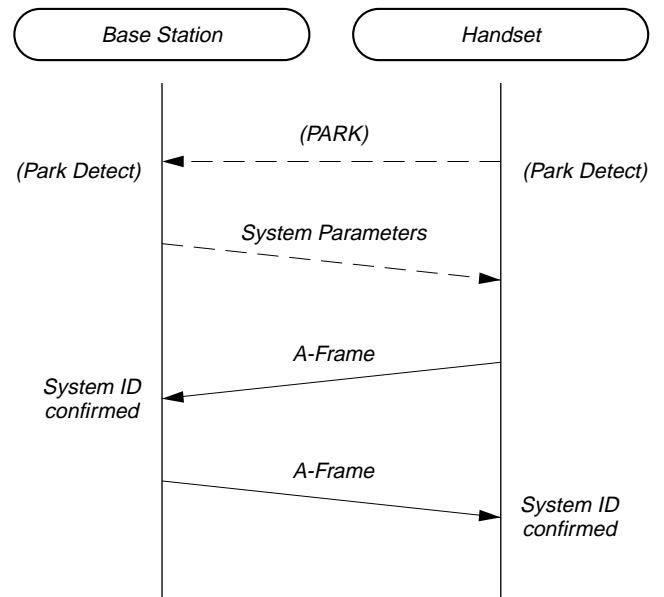 Base Station
Handset
(PARK)
(Park Detect)
(Park Detect)
System Parameters
A-Frame
System ID
confirmed
A-Frame
System ID
confirmed